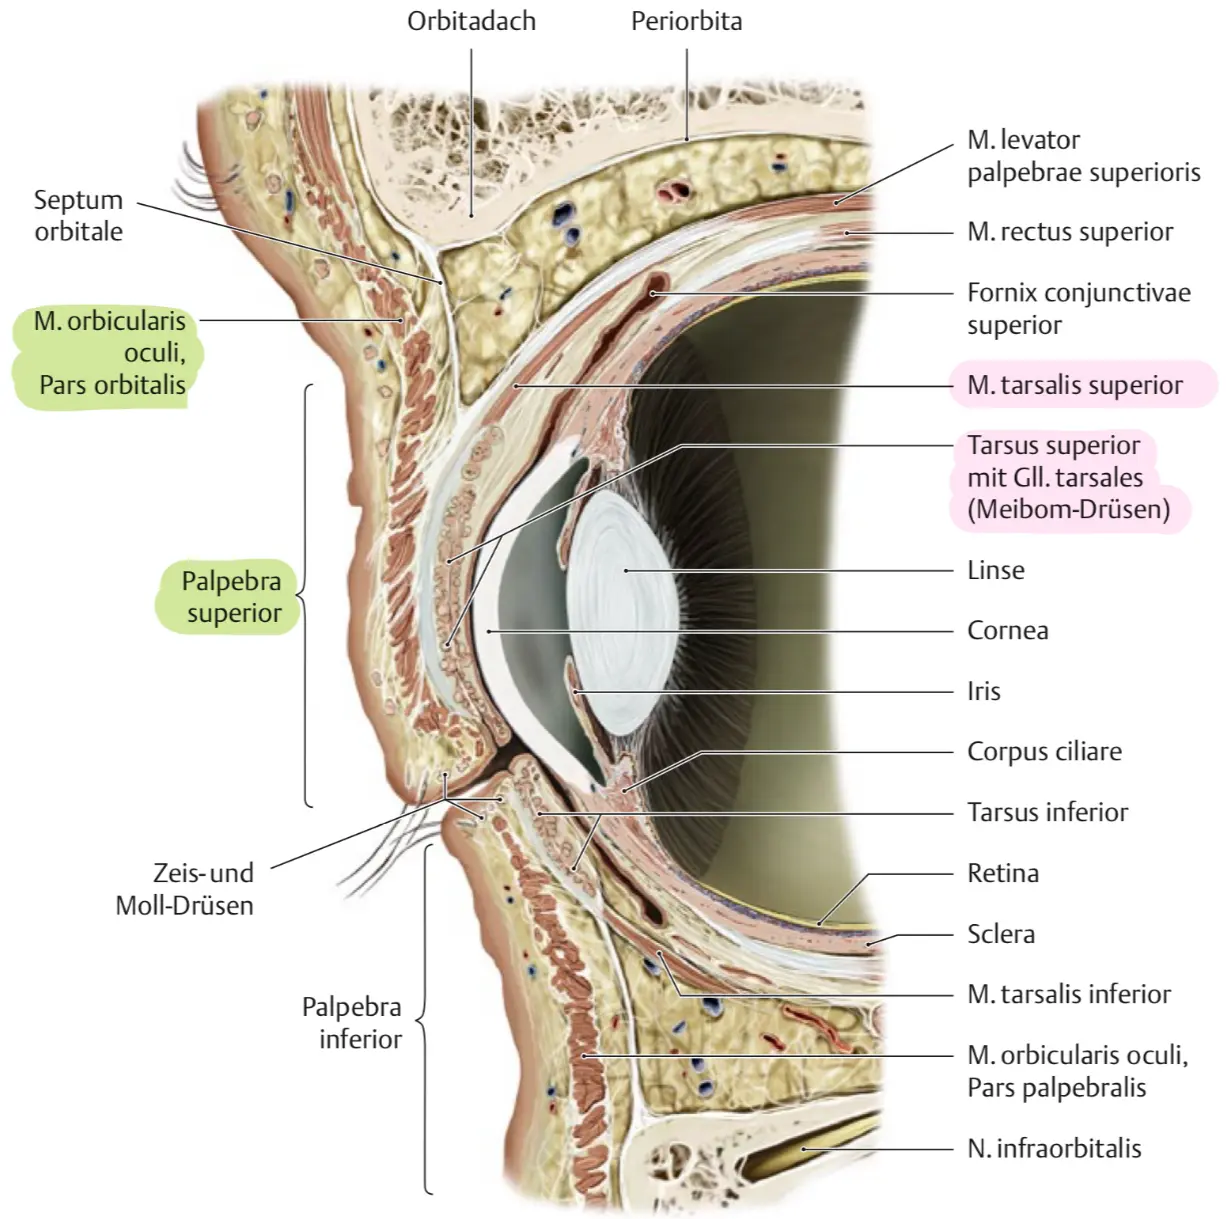 Orbitadach
Periorbita
Septum
orbitale
M. orbicularis
oculi,
Pars orbitalis
Palpebra
superior
Zeis- und
Moll-Drüsen
Palpebra
inferior
M. levator
palpebrae superioris
M. rectus superior
Fornix conjunctivae
superior
M. tarsalis superior
Tarsus superior
mit Gll. tarsales
(Meibom-Drüsen)
Linse
Cornea
Iris
Corpus ciliare
Tarsus inferior
Retina
Sclera
M. tarsalis inferior
M. orbicularis oculi,
Pars palpebralis
N. infraorbitalis